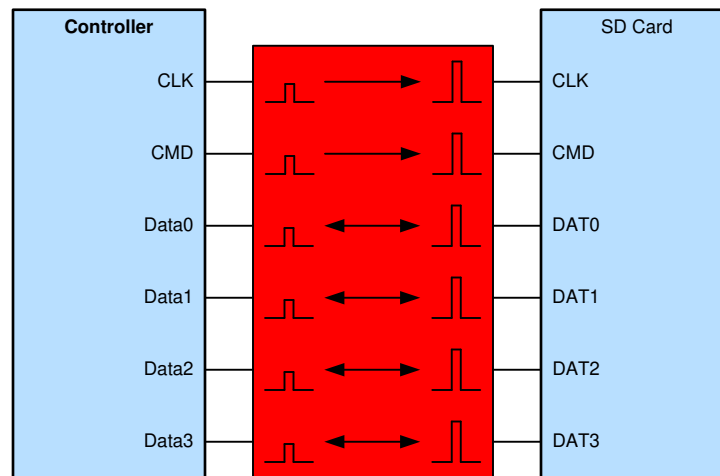 Controller
SD Card
CLK
CLK
CMD
CMD
Data0
DAT0
Data1
DAT1
Data2
DAT2
Data3
DAT3